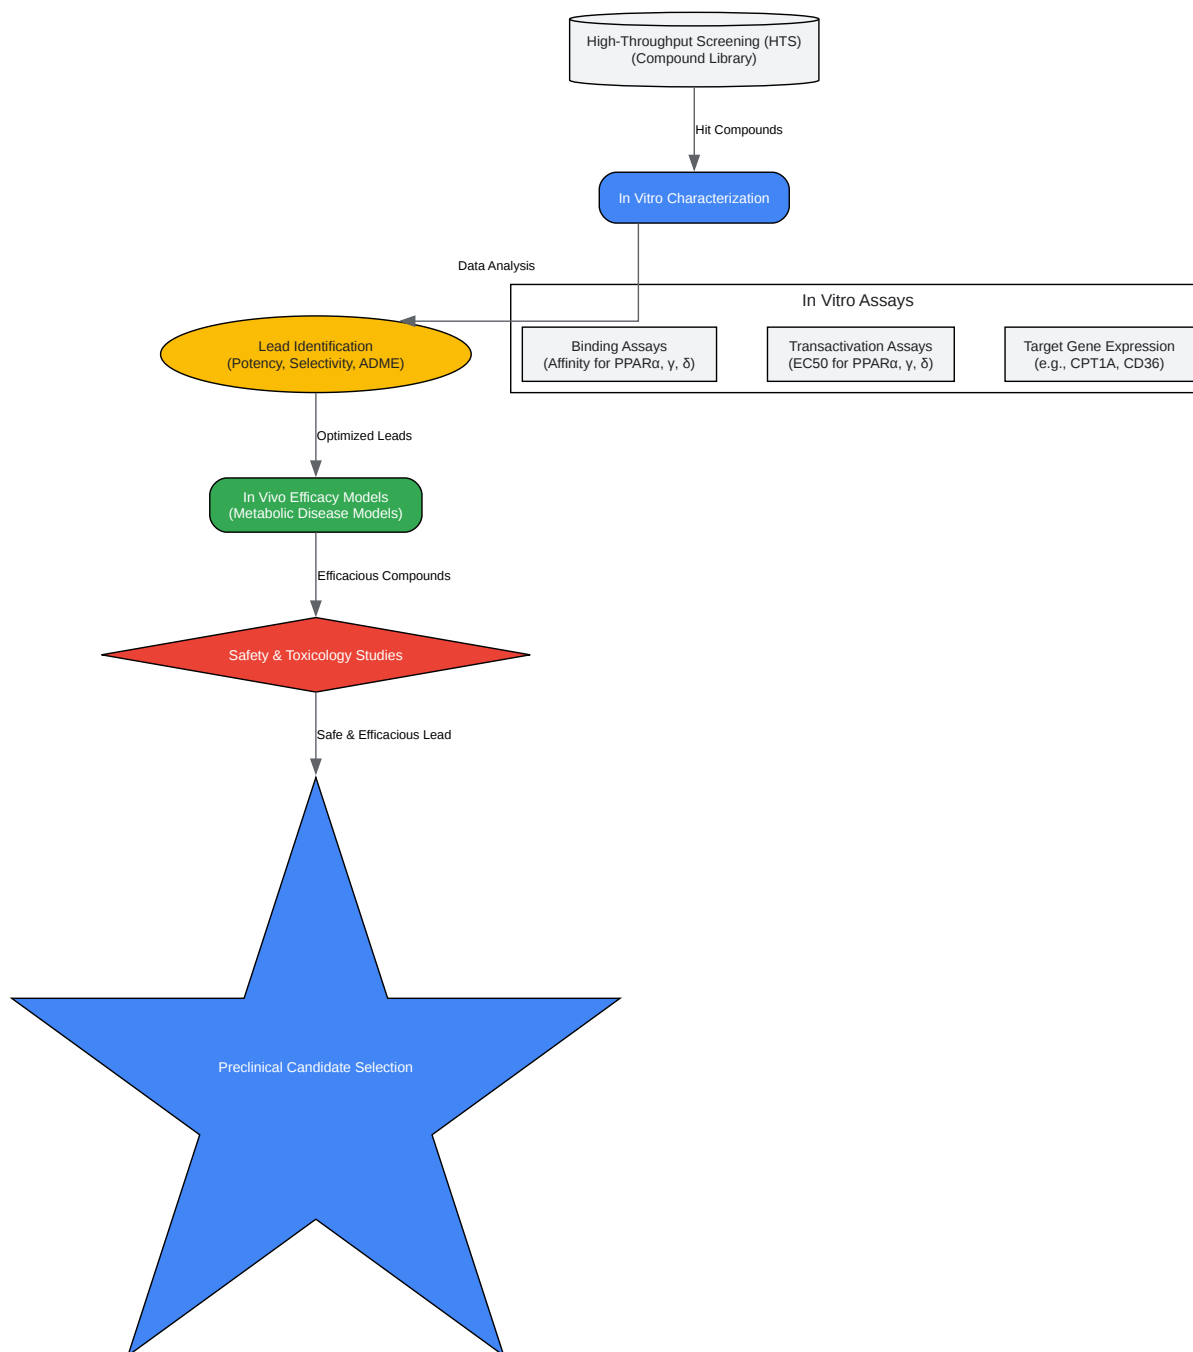 High-Throughput Screening (HTS)
(Compound Library)
Hit Compounds
In Vitro Characterization
Data Analysis
In Vitro Assays
Lead Identification
(Potency, Selectivity, ADME)
Binding Assays
(Affinity for PPARα, γ, δ)
Transactivation Assays
(EC50 for PPARα, γ, δ)
Target Gene Expression
(e.g., CPT1A, CD36)
Optimized Leads
In Vivo Efficacy Models
(Metabolic Disease Models)
Efficacious Compounds
Safety & Toxicology Studies
Safe & Efficacious Lead
Preclinical Candidate Selection